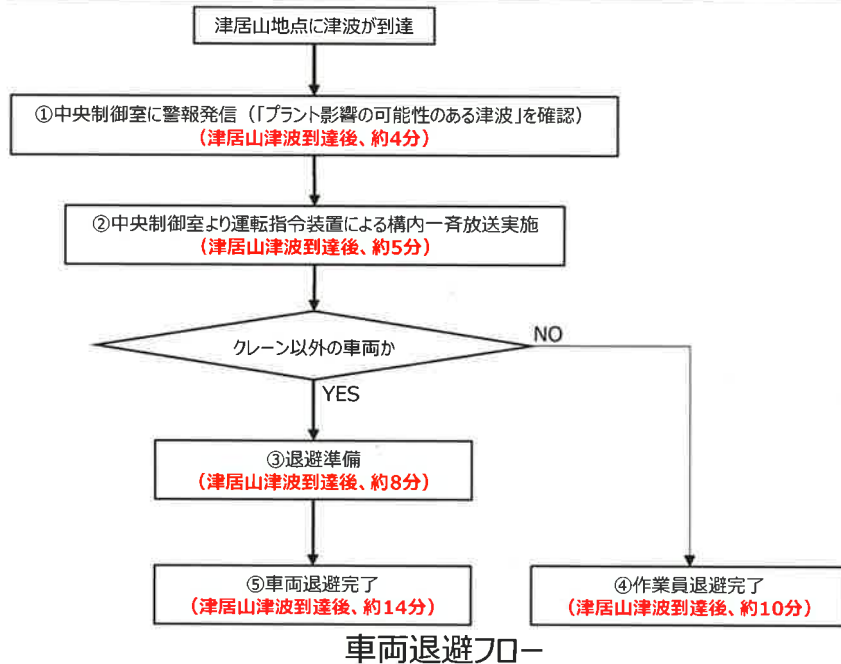 津居山地点に津波が到達
①中央制御室に警報発信（「プラント影響の可能性のある津波」を確認）
（津居山津波到達後、約4分）
②中央制御室より運転指令装置による構内一斉放送実施
（津居山津波到達後、約5分）
クレーン以外の車両か
NO
YES
③退避準備
（津居山津波到達後、約8分）
⑤車両退避完了
（津居山津波到達後、約14分）
④作業員退避完了
（津居山津波到達後、約10分）
車両退避フロー